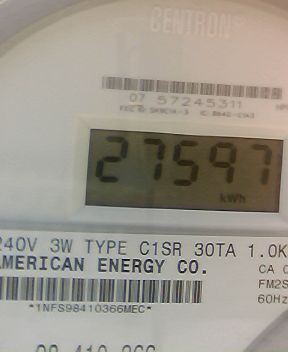 CENTRON
07 57245311
27597
kWh
240V 3W TYPE C1SR 30TA 1.0K
AMERICAN ENERGY CO.
CA
FM2S
60Hz
*1NFS98410366MEC*